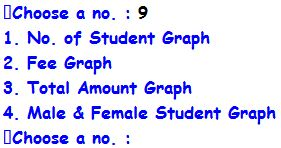 ▯Choose a no. : 9
1. No. of Student Graph
2. Fee Graph
3. Total Amount Graph
4. Male & Female Student Graph
▯Choose a no. :